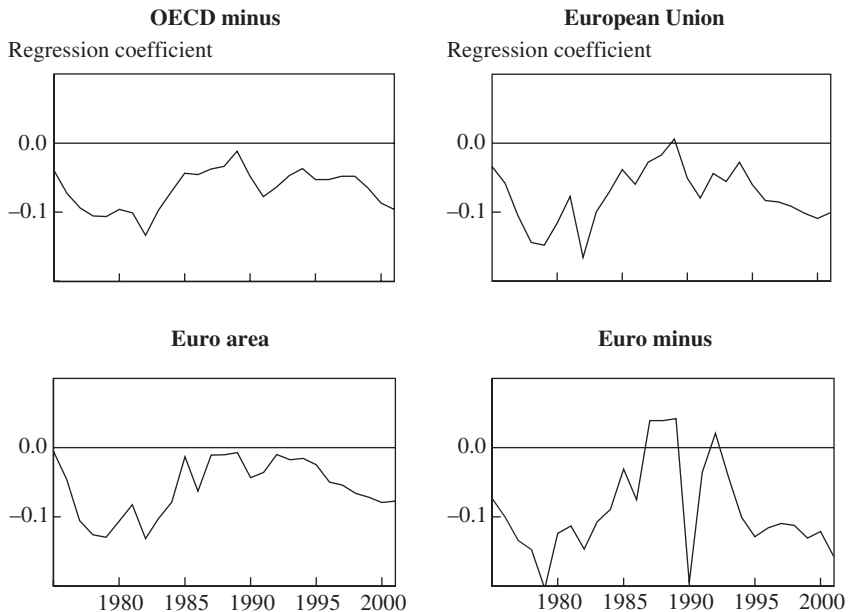 OECD minus
Regression coefficient
0.0
–0.1
European Union
Regression coefficient
0.0
–0.1
Euro area
0.0
–0.1
1980 1985 1990 1995 2000
Euro minus
0.0
–0.1
1980 1985 1990 1995 2000